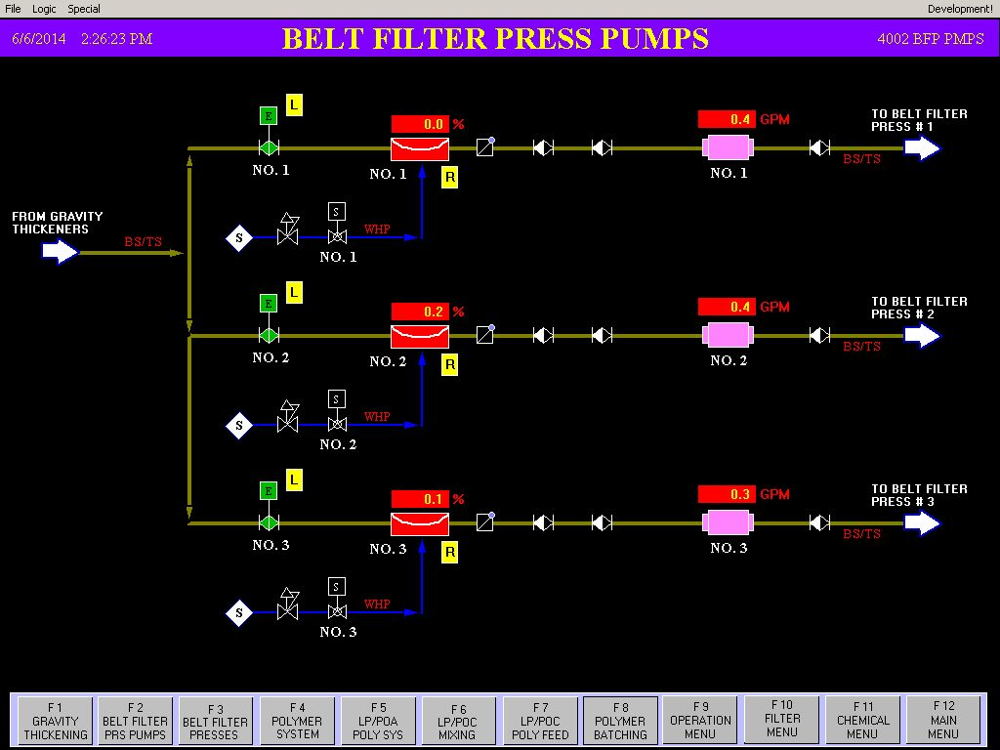 File Logic Special Development!
6/6/2014 2:26:23 PM BELT FILTER PRESS PUMPS 4002 BFP PMPS
E L
0.0 %
0.4 GPM
TO BELT FILTER
PRESS # 1
NO. 1
NO. 1
R
NO. 1
BS/TS
FROM GRAVITY
THICKENERS
BS/TS
S
S
WHP
NO. 1
E L
0.2 %
0.4 GPM
TO BELT FILTER
PRESS # 2
NO. 2
NO. 2
R
NO. 2
BS/TS
S
S
WHP
NO. 2
E L
0.1 %
0.3 GPM
TO BELT FILTER
PRESS # 3
NO. 3
NO. 3
R
NO. 3
BS/TS
S
S
WHP
NO. 3
F 1
GRAVITY
THICKENING
F 2
BELT FILTER
PRS PUMPS
F 3
BELT FILTER
PRESSES
F 4
POLYMER
SYSTEM
F 5
LP/POA
POLY SYS
F 6
LP/POC
MIXING
F 7
LP/POC
POLY FEED
F 8
POLYMER
BATCHING
F 9
OPERATION
MENU
F 10
FILTER
MENU
F 11
CHEMICAL
MENU
F 12
MAIN
MENU